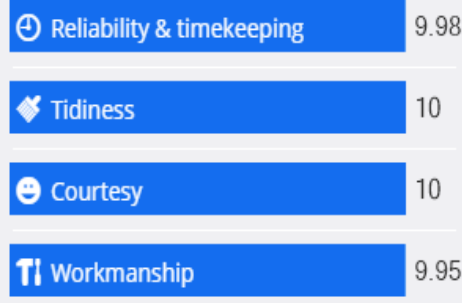 Reliability & timekeeping 9.98
Tidiness 10
Courtesy 10
Workmanship 9.95